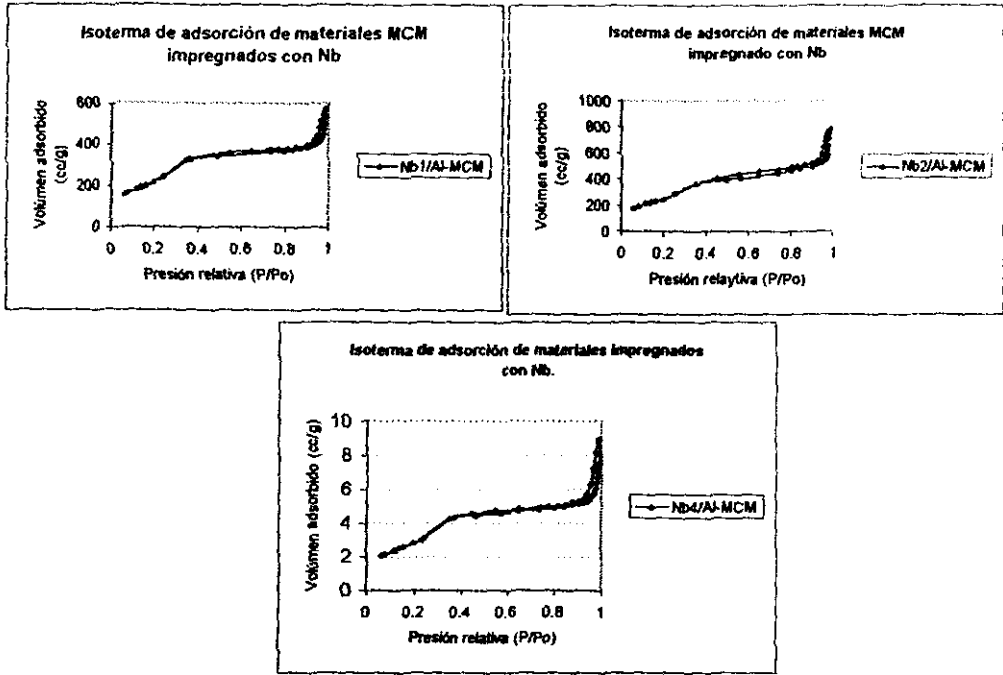 Isoterma de adsorción de materiales MCM
impregnados con Nb
Volúmen adsorbido
(cc/g)
600
400
200
0
0 0.2 0.4 0.6 0.8 1
Presión relativa (P/Po)
Nb1/Al-MCM
Isoterma de adsorción de materiales MCM
impregnado con Nb
Volúmen adsorbido
(cc/g)
1000
800
600
400
200
0
0 0.2 0.4 0.6 0.8 1
Presión relaytiva (P/Po)
Nb2/Al-MCM
Isoterma de adsorción de materiales impregnados
con Nb.
Volúmen adsorbido (cc/g)
10
8
6
4
2
0
0 0.2 0.4 0.6 0.8 1
Presión relativa (P/Po)
Nb4/Al-MCM